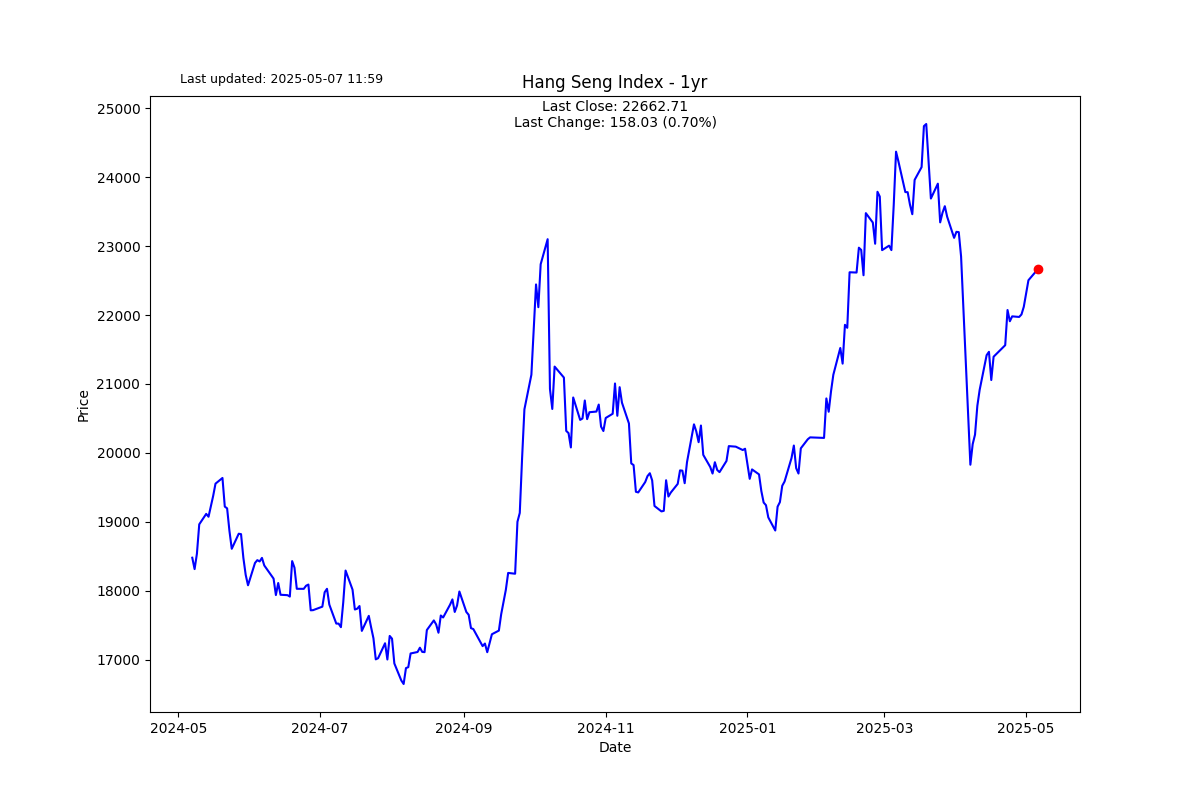 Last updated: 2025-05-07 11:59
Hang Seng Index - 1yr
Last Close: 22662.71
Last Change: 158.03 (0.70%)
25000
24000
23000
22000
21000
20000
19000
18000
17000
Price
2024-05
2024-07
2024-09
2024-11
2025-01
2025-03
2025-05
Date